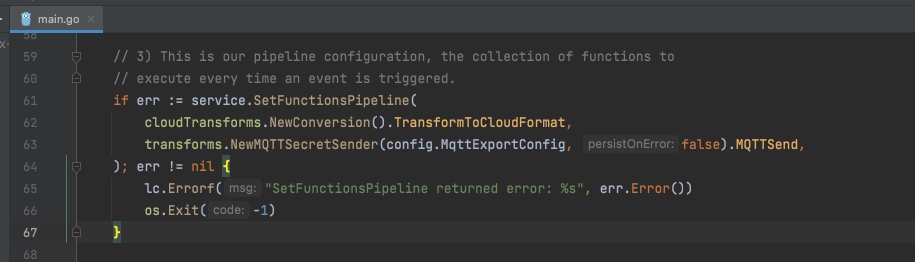 main.go
58
59 // 3) This is our pipeline configuration, the collection of functions to
60 // execute every time an event is triggered.
61 if err := service.SetFunctionsPipeline(
62 cloudTransforms.NewConversion().TransformToCloudFormat,
63 transforms.NewMQTTSecretSender(config.MqttExportConfig, persistOnError: false).MQTTSend,
64 ); err != nil {
65 lc.Errorf( msg: "SetFunctionsPipeline returned error: %s", err.Error())
66 os.Exit( code: -1)
67 }
68